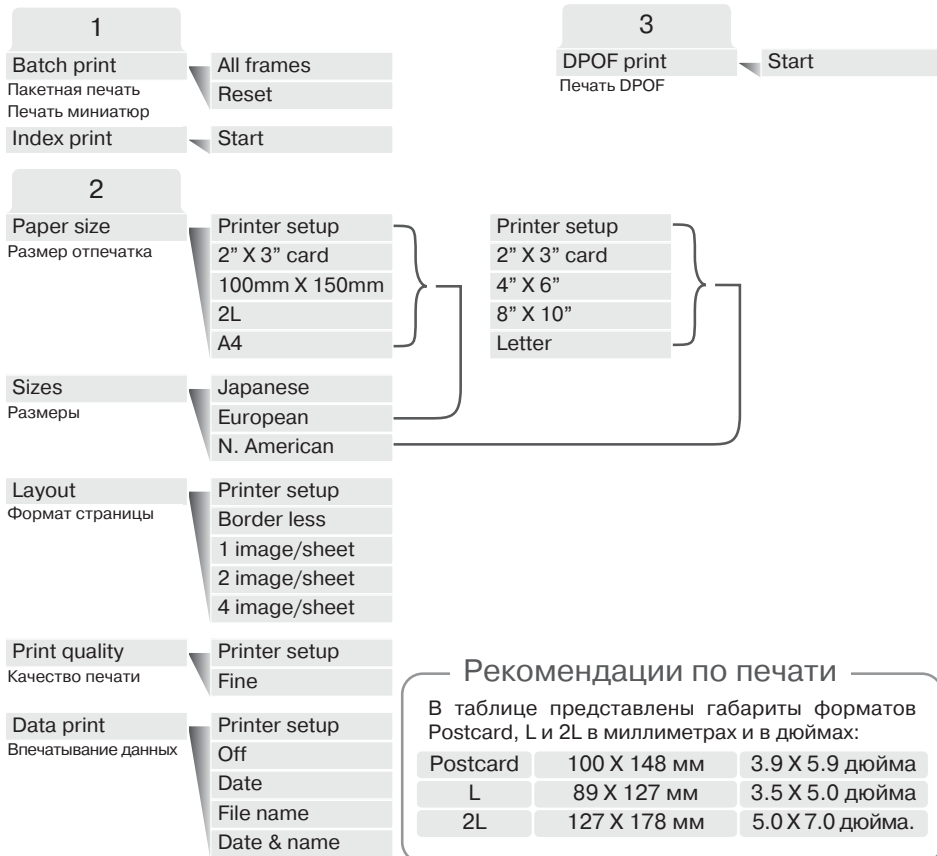 1
Batch print
Пакетная печать
Печать миниатюр
Index print
All frames
Reset
Start
3
DPOF print
Печать DPOF
Start
2
Paper size
Размер отпечатка
Printer setup
2” X 3” card
100mm X 150mm
2L
A4
Printer setup
2” X 3” card
4” X 6”
8” X 10”
Letter
Sizes
Размеры
Japanese
European
N. American
Layout
Формат страницы
Printer setup
Border less
1 image/sheet
2 image/sheet
4 image/sheet
Print quality
Качество печати
Printer setup
Fine
Data print
Впечатывание данных
Printer setup
Off
Date
File name
Date & name
Рекомендации по печати
В таблице представлены габариты форматов
Postcard, L и 2L в миллиметрах и в дюймах:
Postcard 100 X 148 мм 3.9 X 5.9 дюйма
L 89 X 127 мм 3.5 X 5.0 дюйма
2L 127 X 178 мм 5.0 X 7.0 дюйма.